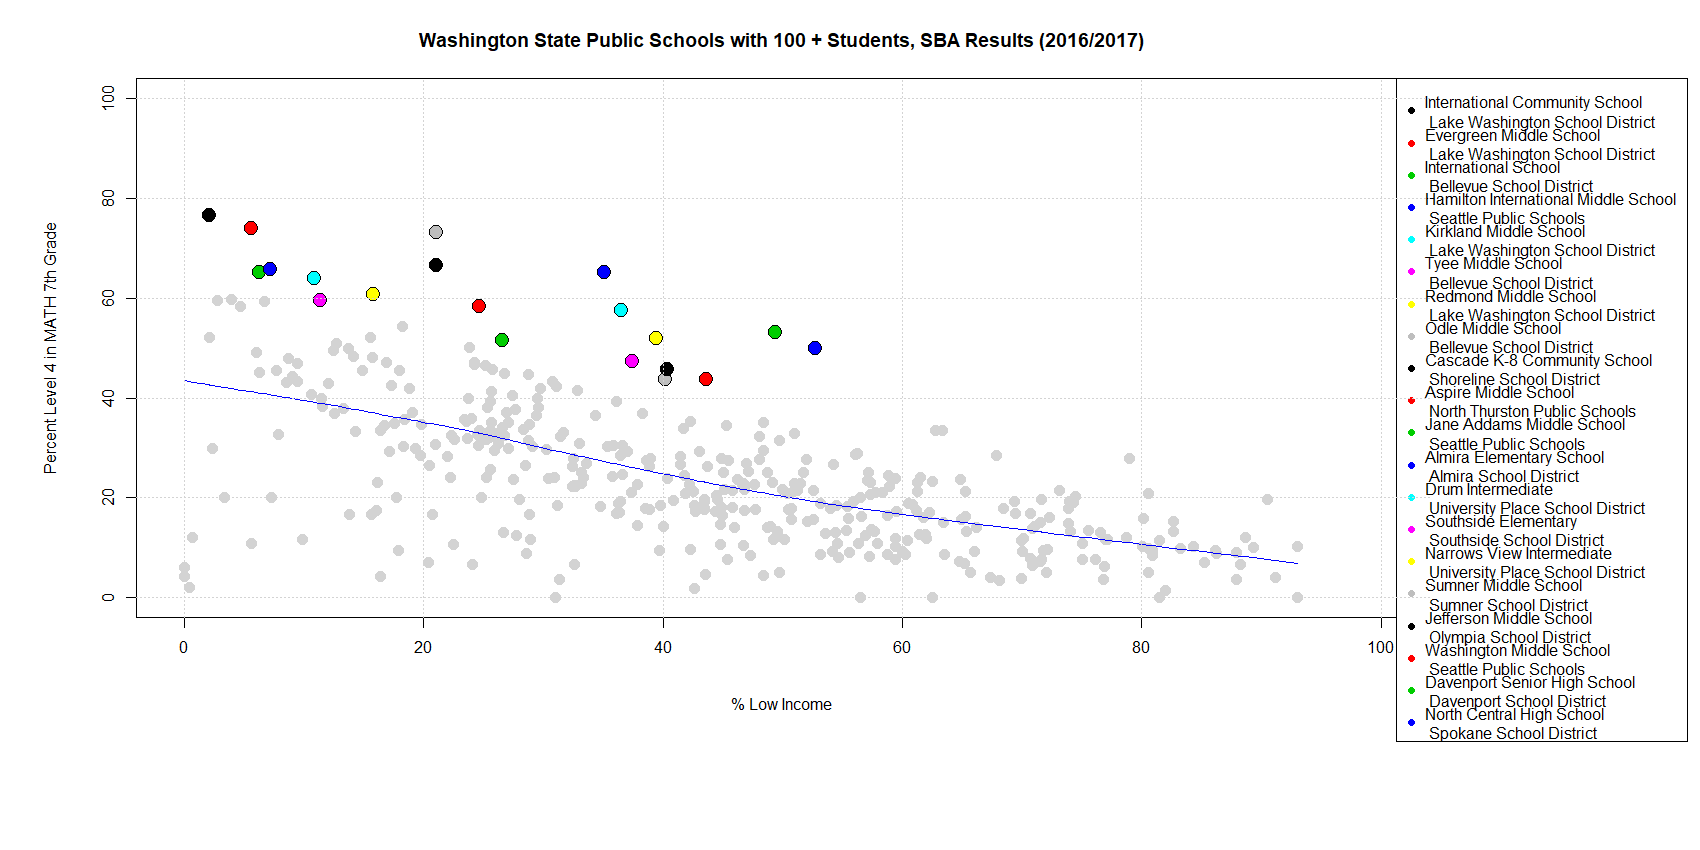 Washington State Public Schools with 100 + Students, SBA Results (2016/2017)
Percent Level 4 in MATH 7th Grade
100
80
60
40
20
0
0 20 40 60 80 100
% Low Income
International Community School
Lake Washington School District
Evergreen Middle School
Lake Washington School District
International School
Bellevue School District
Hamilton International Middle School
Seattle Public Schools
Kirkland Middle School
Lake Washington School District
Tyee Middle School
Bellevue School District
Redmond Middle School
Lake Washington School District
Odle Middle School
Bellevue School District
Cascade K-8 Community School
Shoreline School District
Aspire Middle School
North Thurston Public Schools
Jane Addams Middle School
Seattle Public Schools
Almira Elementary School
Almira School District
Drum Intermediate
University Place School District
Southside Elementary
Southside School District
Narrows View Intermediate
University Place School District
Sumner Middle School
Sumner School District
Jefferson Middle School
Olympia School District
Washington Middle School
Seattle Public Schools
Davenport Senior High School
Davenport School District
North Central High School
Spokane School District